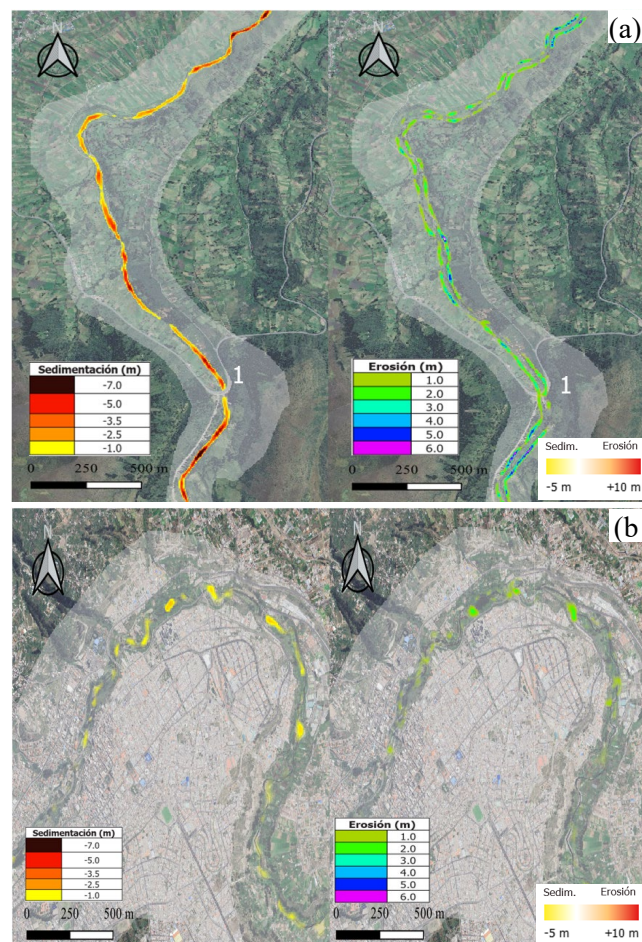 (a)
N
N
1
1
Sedimentación (m)
-7.0
-5.0
-3.5
-2.5
-1.0
0 250 500 m
Erosión (m)
1.0
2.0
3.0
4.0
5.0
6.0
0 250 500 m
Sedim. Erosión
-5 m +10 m
(b)
N
N
Sedimentación (m)
-7.0
-5.0
-3.5
-2.5
-1.0
0 250 500 m
Erosión (m)
1.0
2.0
3.0
4.0
5.0
6.0
0 250 500 m
Sedim. Erosión
-5 m +10 m